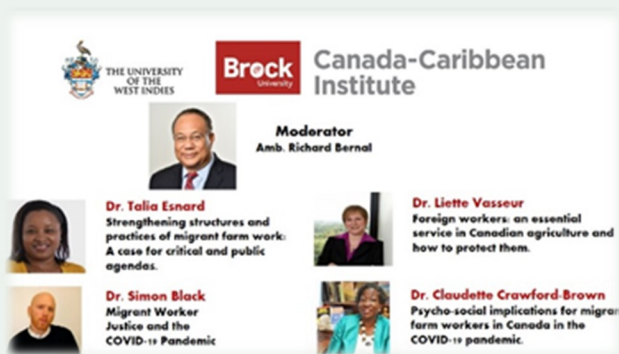 THE UNIVERSITY
OF THE
WEST INDIES
Brock
University
Canada-Caribbean
Institute
Moderator
Amb. Richard Bernal
Dr. Talia Esnard
Strengthening structures and
practices of migrant farm work:
A case for critical and public
agendas.
Dr. Liette Vasseur
Foreign workers: an essential
service in Canadian agriculture and
how to protect them.
Dr. Simon Black
Migrant Worker
Justice and the
COVID-19 Pandemic
Dr. Claudette Crawford-Brown
Psycho-social implications for migran
farm workers in Canada in the
COVID-19 pandemic.